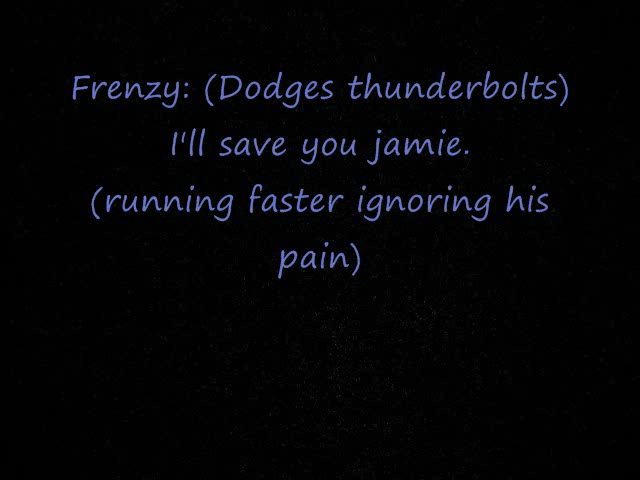 Frenzy: (Dodges thunderbolts)
I'll save you jamie.
(running faster ignoring his
pain)